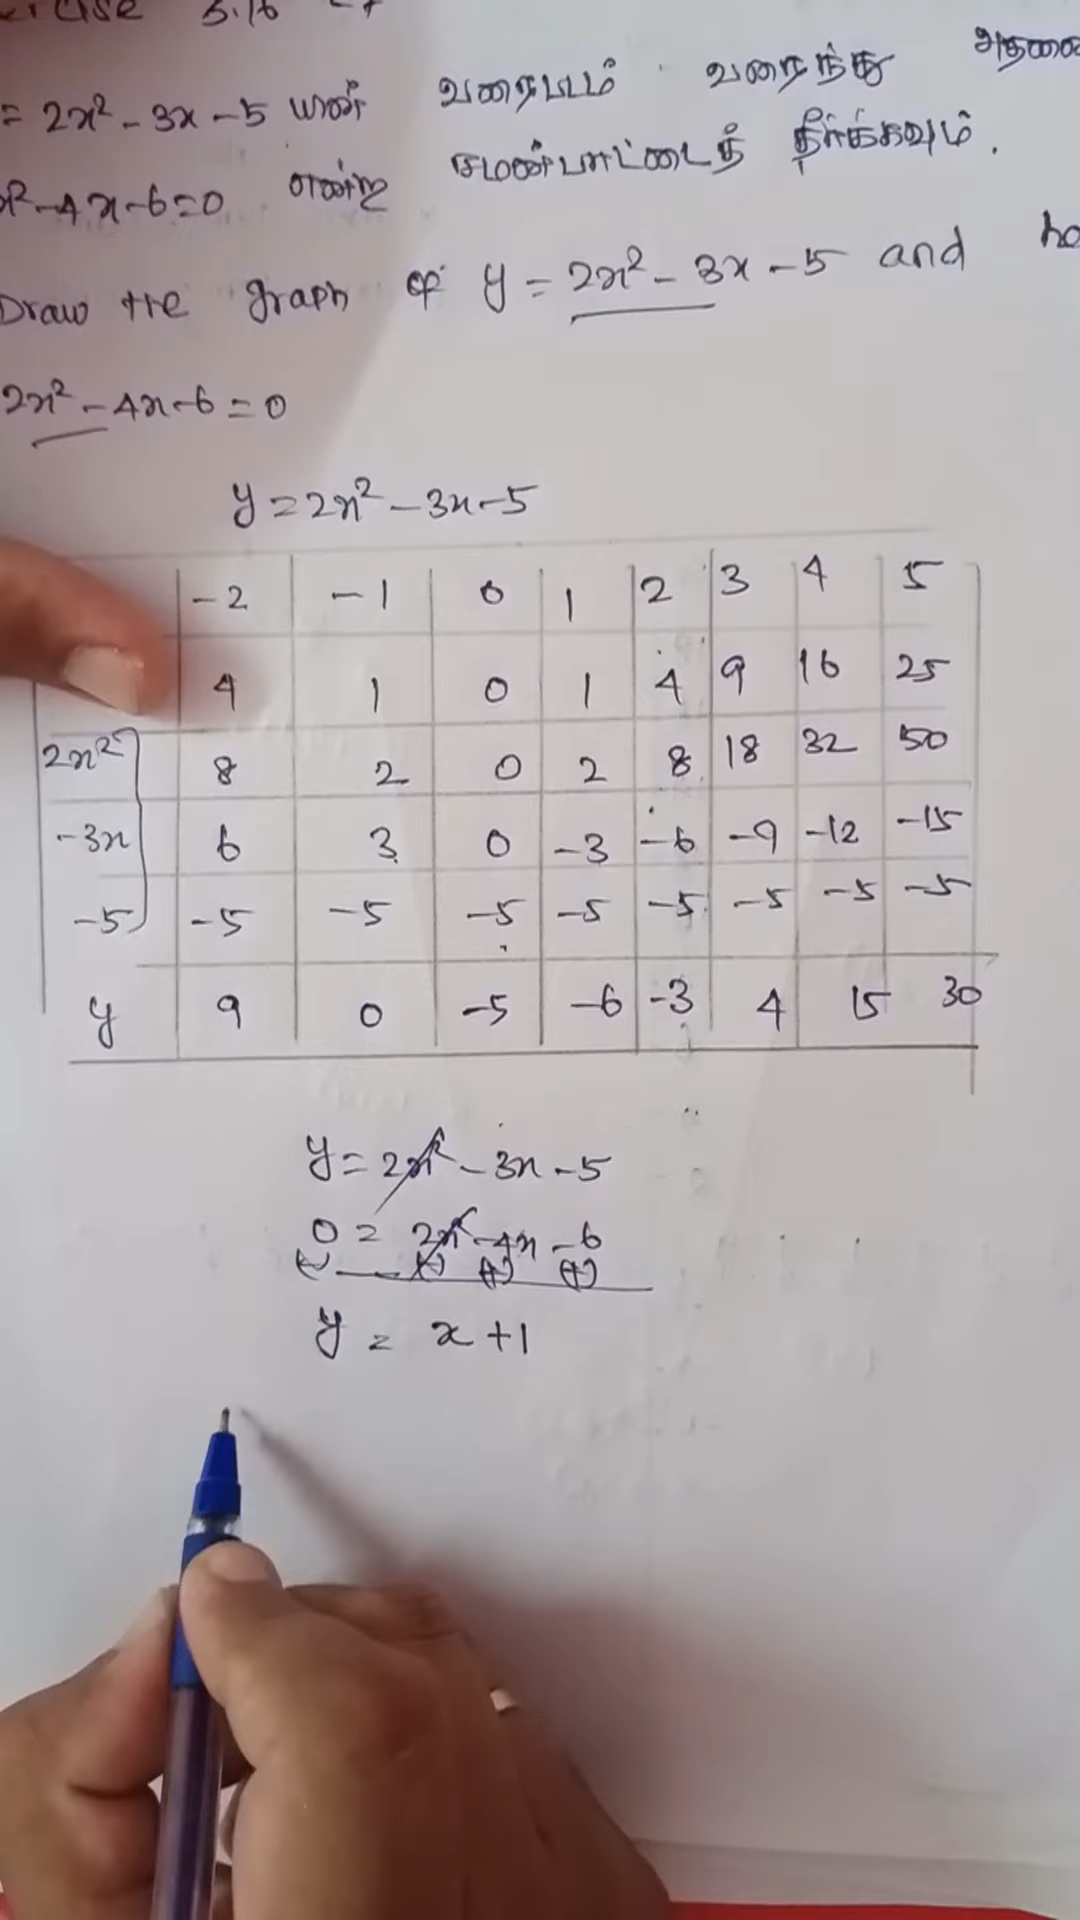 = 2x² - 3x - 5 யின் வரைபடம் வரைந்து அதனை
x² - 4x - 6 = 0 என்ற சமன்பாட்டைத் தீர்க்கவும்.
Draw the graph of y = 2x² - 3x - 5 and
2x² - 4x - 6 = 0
y = 2x² - 3x - 5
-2 -1 0 1 2 3 4 5
4 1 0 1 4 9 16 25
2x² 8 2 0 2 8 18 32 50
-3x 6 3 0 -3 -6 -9 -12 -15
-5 -5 -5 -5 -5 -5 -5 -5 -5
y 9 0 -5 -6 -3 4 15 30
y = 2x² - 3x - 5
0 = 2x² - 4x - 6
(-) (-) (+) (+)
y = x + 1